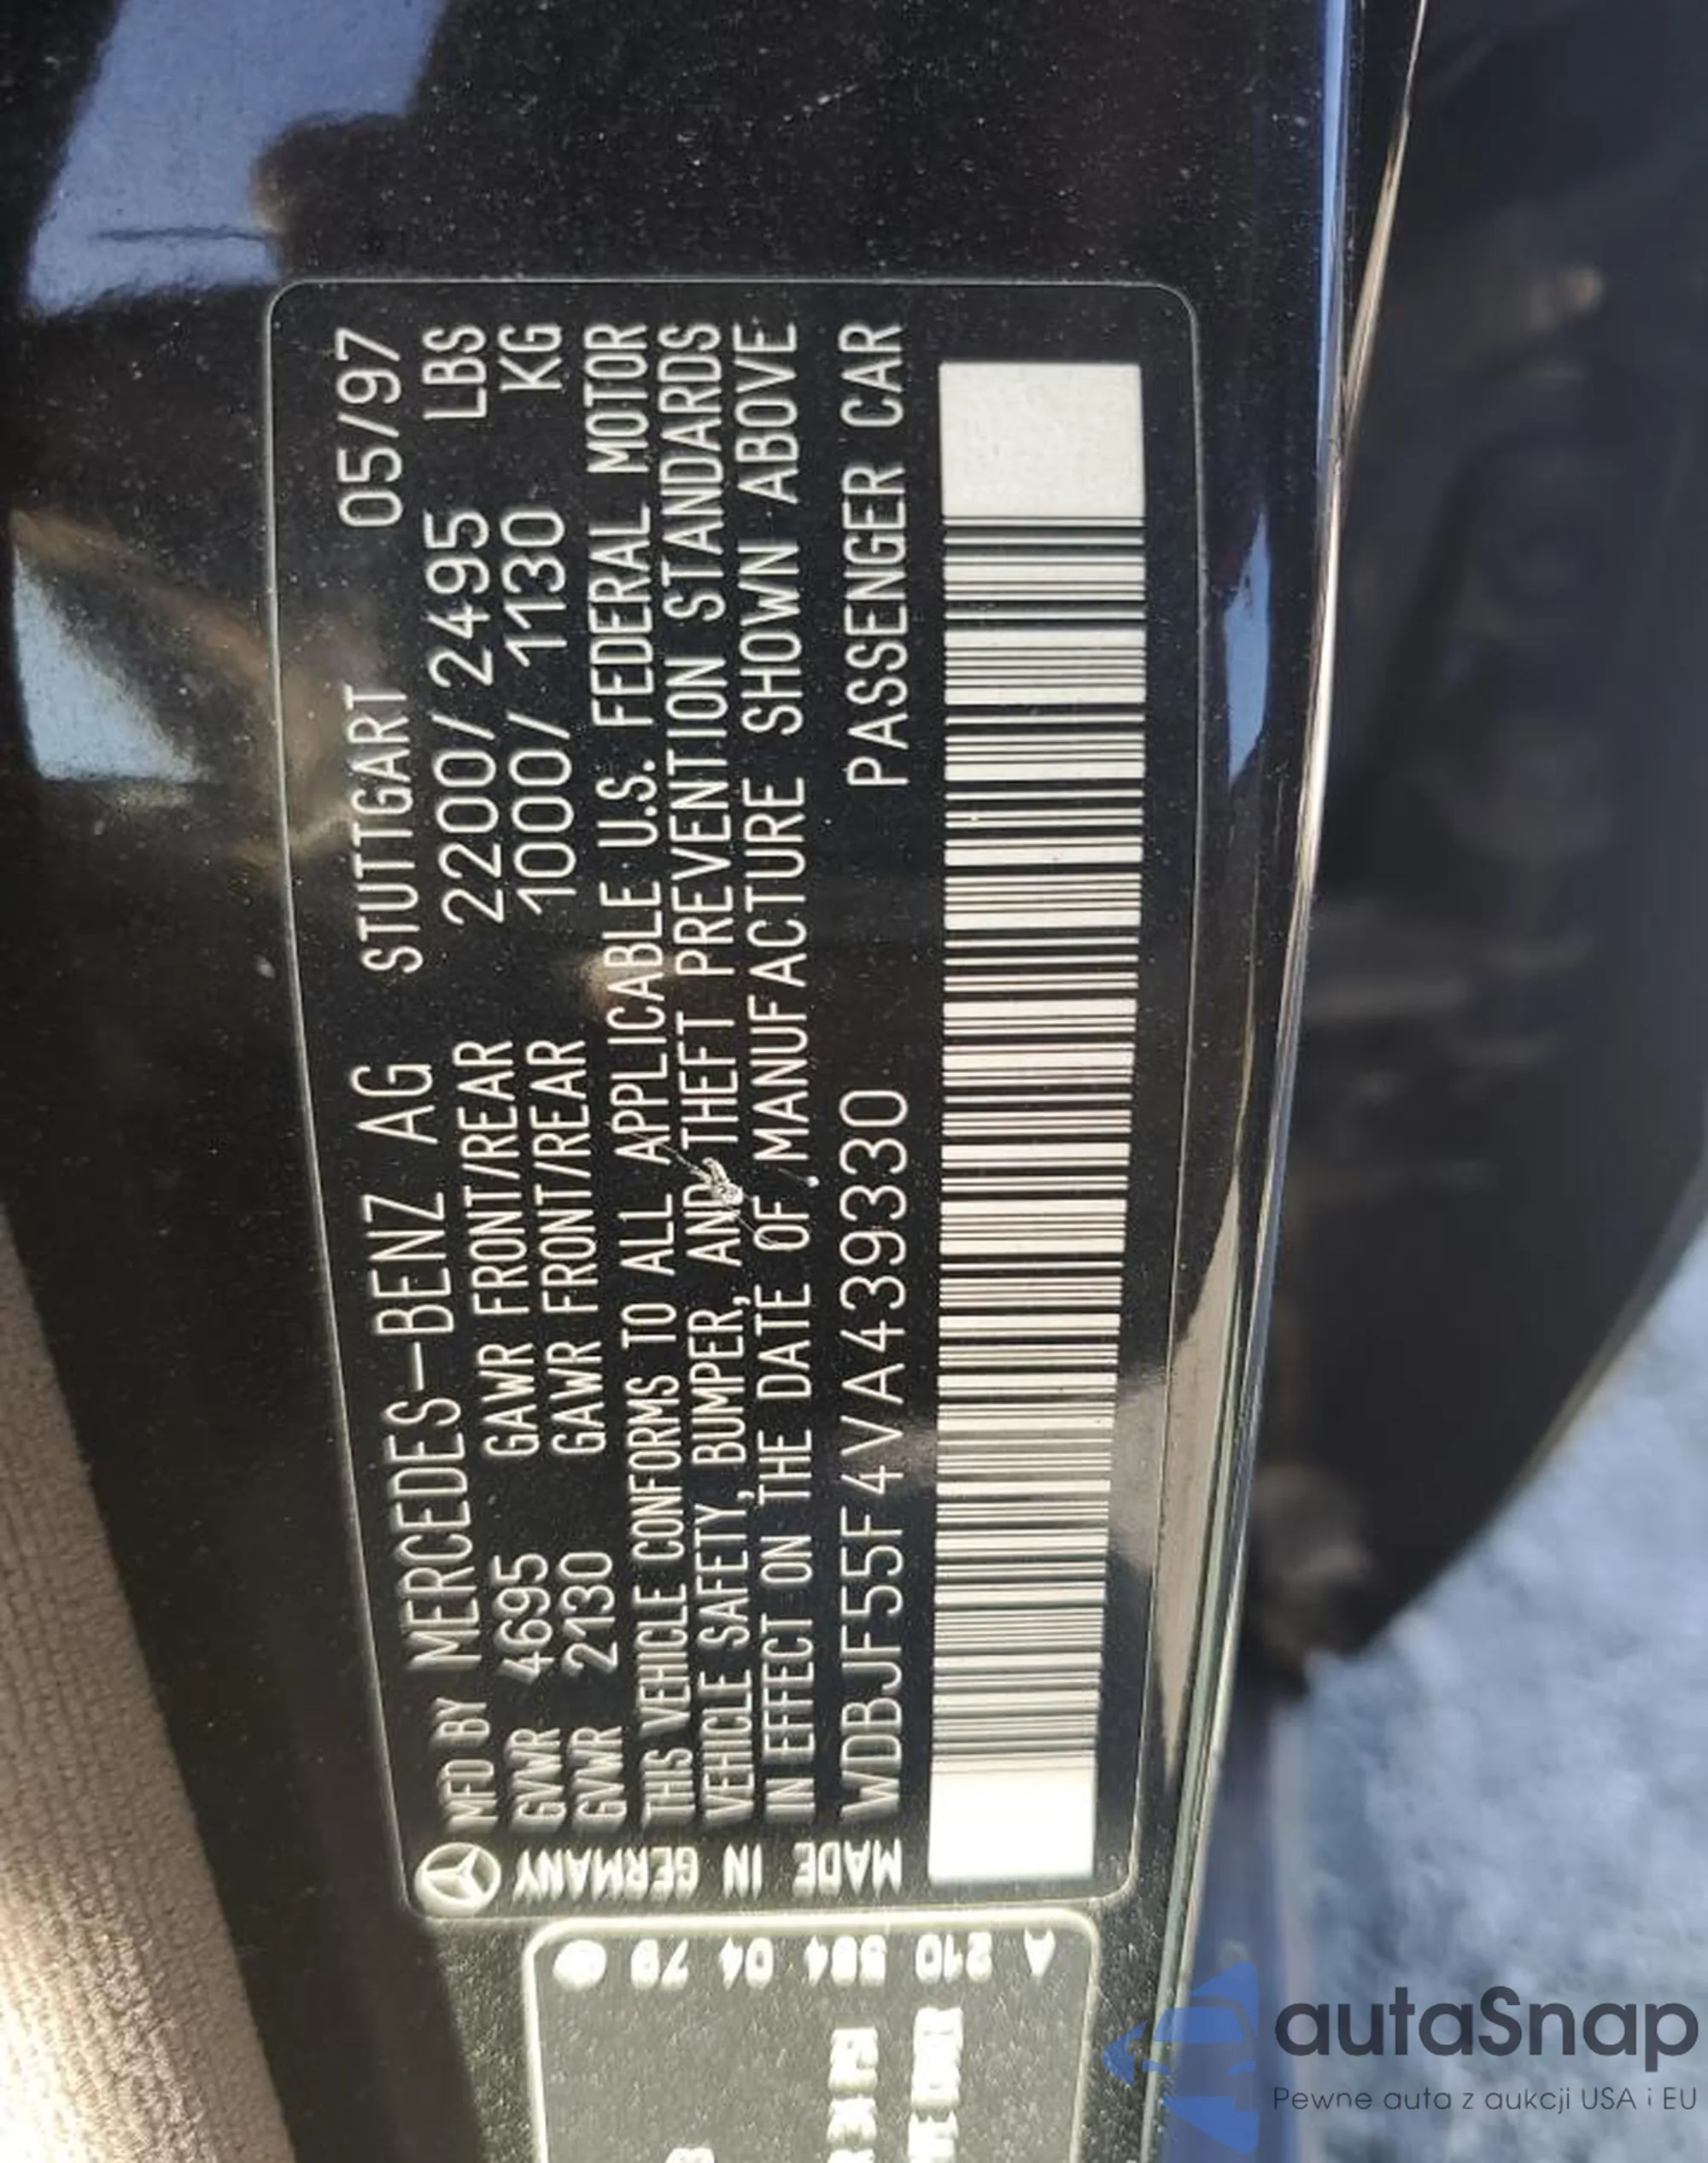 MFD BY MERCEDES-BENZ AG STUTTGART 05/97
GVWR 4695 GAWR FRONT/REAR 2200/2495 LBS
GVWR 2130 GAWR FRONT/REAR 1000/1130 KG
THIS VEHICLE CONFORMS TO ALL APPLICABLE U.S. FEDERAL MOTOR
VEHICLE SAFETY, BUMPER, AND THEFT PREVENTION STANDARDS
IN EFFECT ON THE DATE OF MANUFACTURE SHOWN ABOVE
WDBJF55F4VA439330 PASSENGER CAR
MADE IN GERMANY
A 210 584 04 79
autaSnap
Pewne auta z aukcji USA i EU